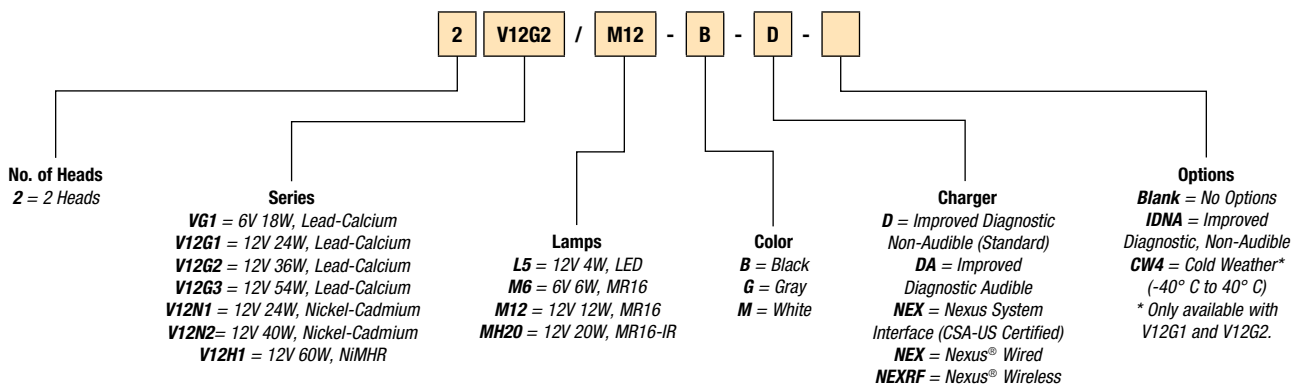 2 V12G2 / M12 - B - D -
No. of Heads
2 = 2 Heads
Series
VG1 = 6V 18W, Lead-Calcium
V12G1 = 12V 24W, Lead-Calcium
V12G2 = 12V 36W, Lead-Calcium
V12G3 = 12V 54W, Lead-Calcium
V12N1 = 12V 24W, Nickel-Cadmium
V12N2= 12V 40W, Nickel-Cadmium
V12H1 = 12V 60W, NiMHR
Lamps
L5 = 12V 4W, LED
M6 = 6V 6W, MR16
M12 = 12V 12W, MR16
MH20 = 12V 20W, MR16-IR
Color
B = Black
G = Gray
M = White
Charger
D = Improved Diagnostic
Non-Audible (Standard)
DA = Improved
Diagnostic Audible
NEX = Nexus System
Interface (CSA-US Certified)
NEX = Nexus® Wired
NEXRF = Nexus® Wireless
Options
Blank = No Options
IDNA = Improved
Diagnostic, Non-Audible
CW4 = Cold Weather*
(-40° C to 40° C)
* Only available with
V12G1 and V12G2.